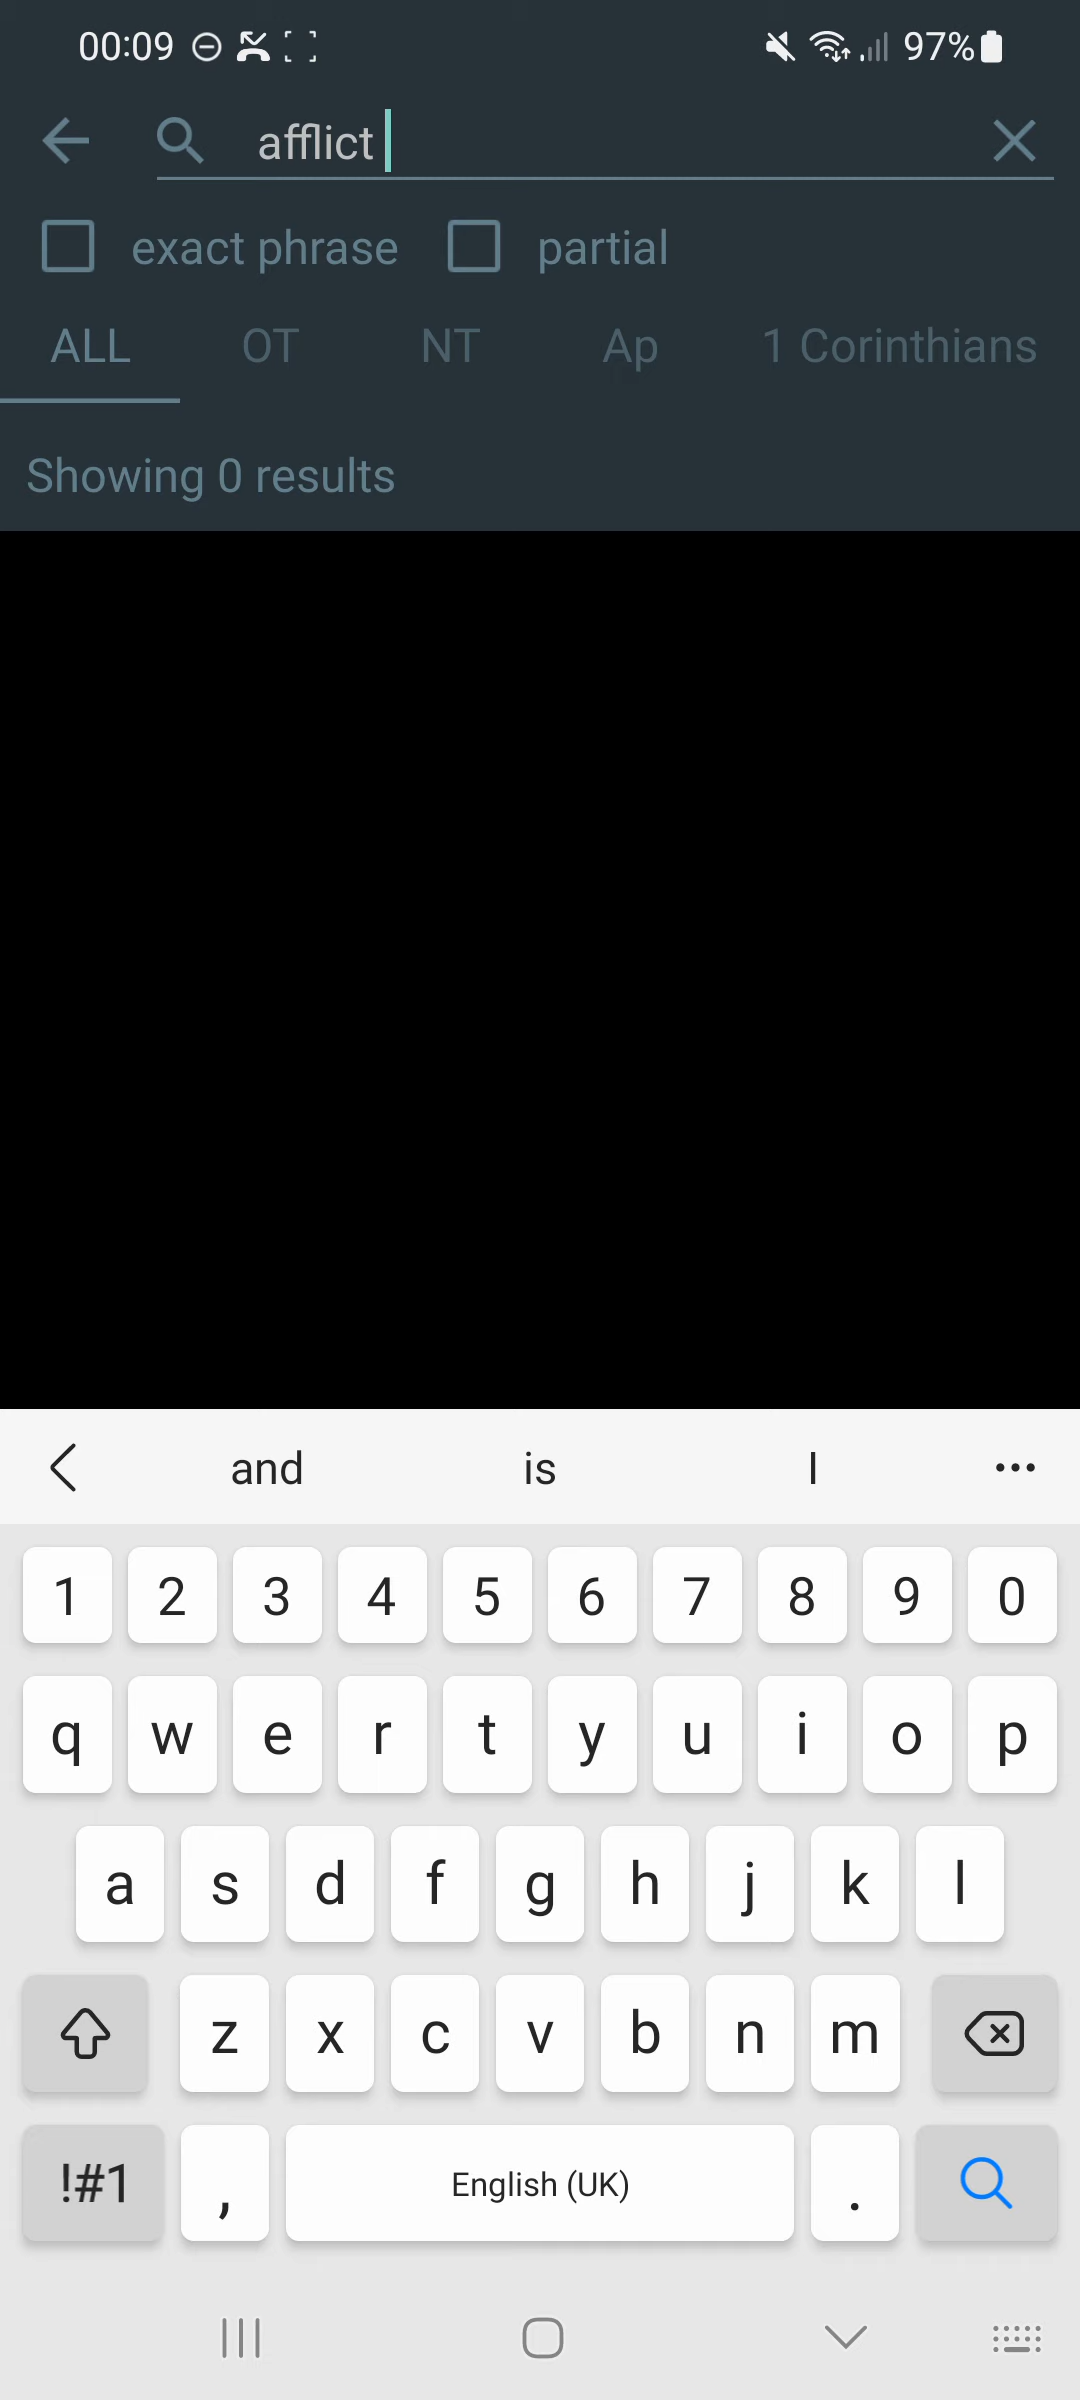 00:09 97%
afflict
exact phrase partial
ALL OT NT Ap 1 Corinthians
Showing 0 results
and is I
1 2 3 4 5 6 7 8 9 0
q w e r t y u i o p
a s d f g h j k l
z x c v b n m
!#1 , English (UK) .